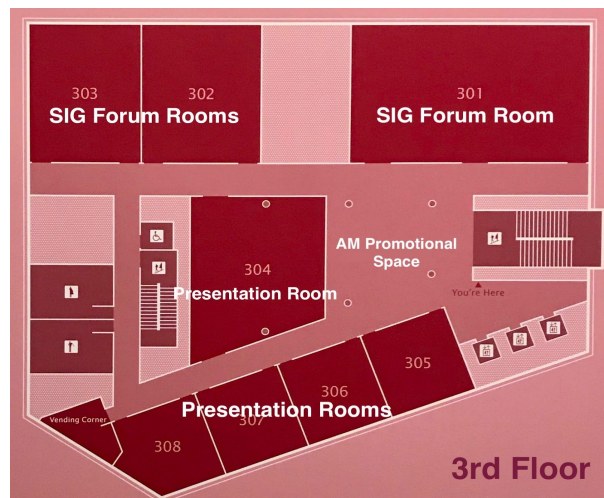 303
302
301
SIG Forum Rooms
SIG Forum Room
AM Promotional
Space
304
Presentation Room
You're Here
305
306
Presentation Rooms
307
308
Vending Corner
3rd Floor